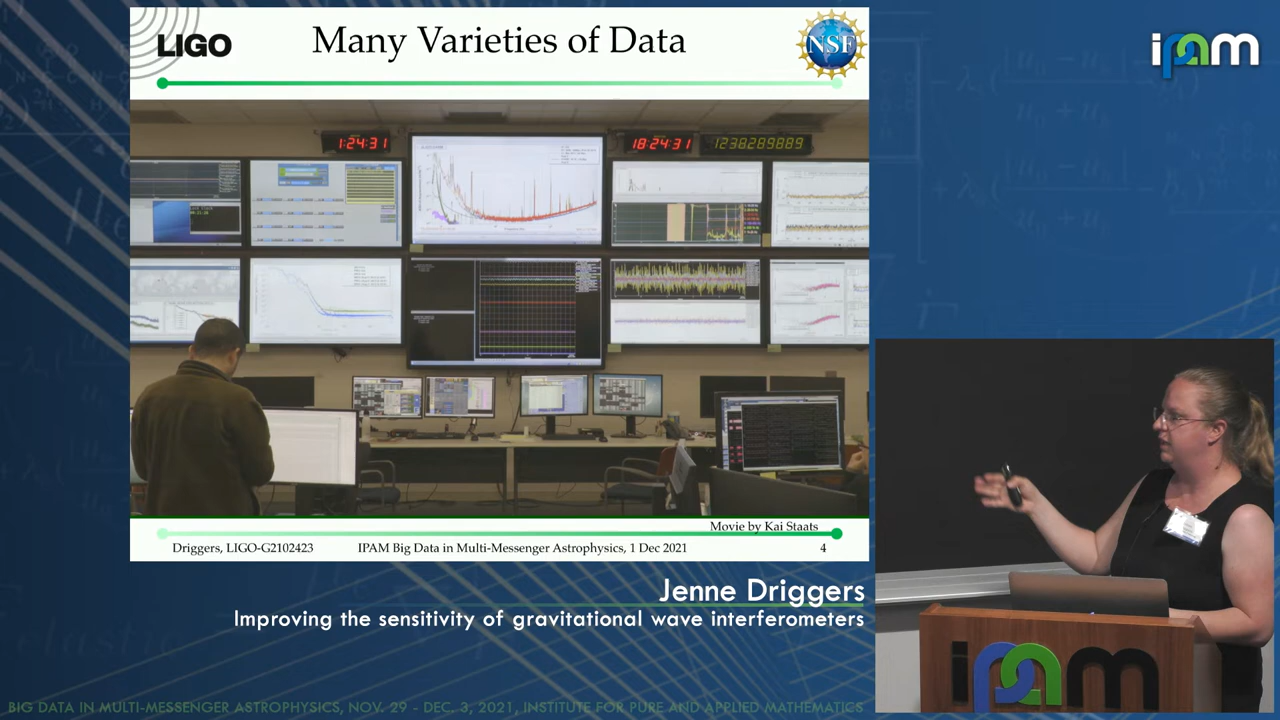 LIGO
Many Varieties of Data
NSF
ipam
1:24:31
18:24:31
1238289889
Movie by Kai Staats
Driggers, LIGO-G2102423
IPAM Big Data in Multi-Messenger Astrophysics, 1 Dec 2021
4
Jenne Driggers
Improving the sensitivity of gravitational wave interferometers
ipam
BIG DATA IN MULTI-MESSENGER ASTROPHYSICS, NOV. 29 - DEC. 3, 2021, INSTITUTE FOR PURE AND APPLIED MATHEMATICS